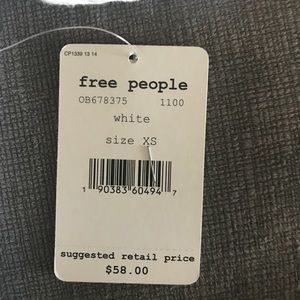 CP1339 13 14
free people
OB678375 1100
white
size XS
1 90383 60494 7
suggested retail price
$58.00